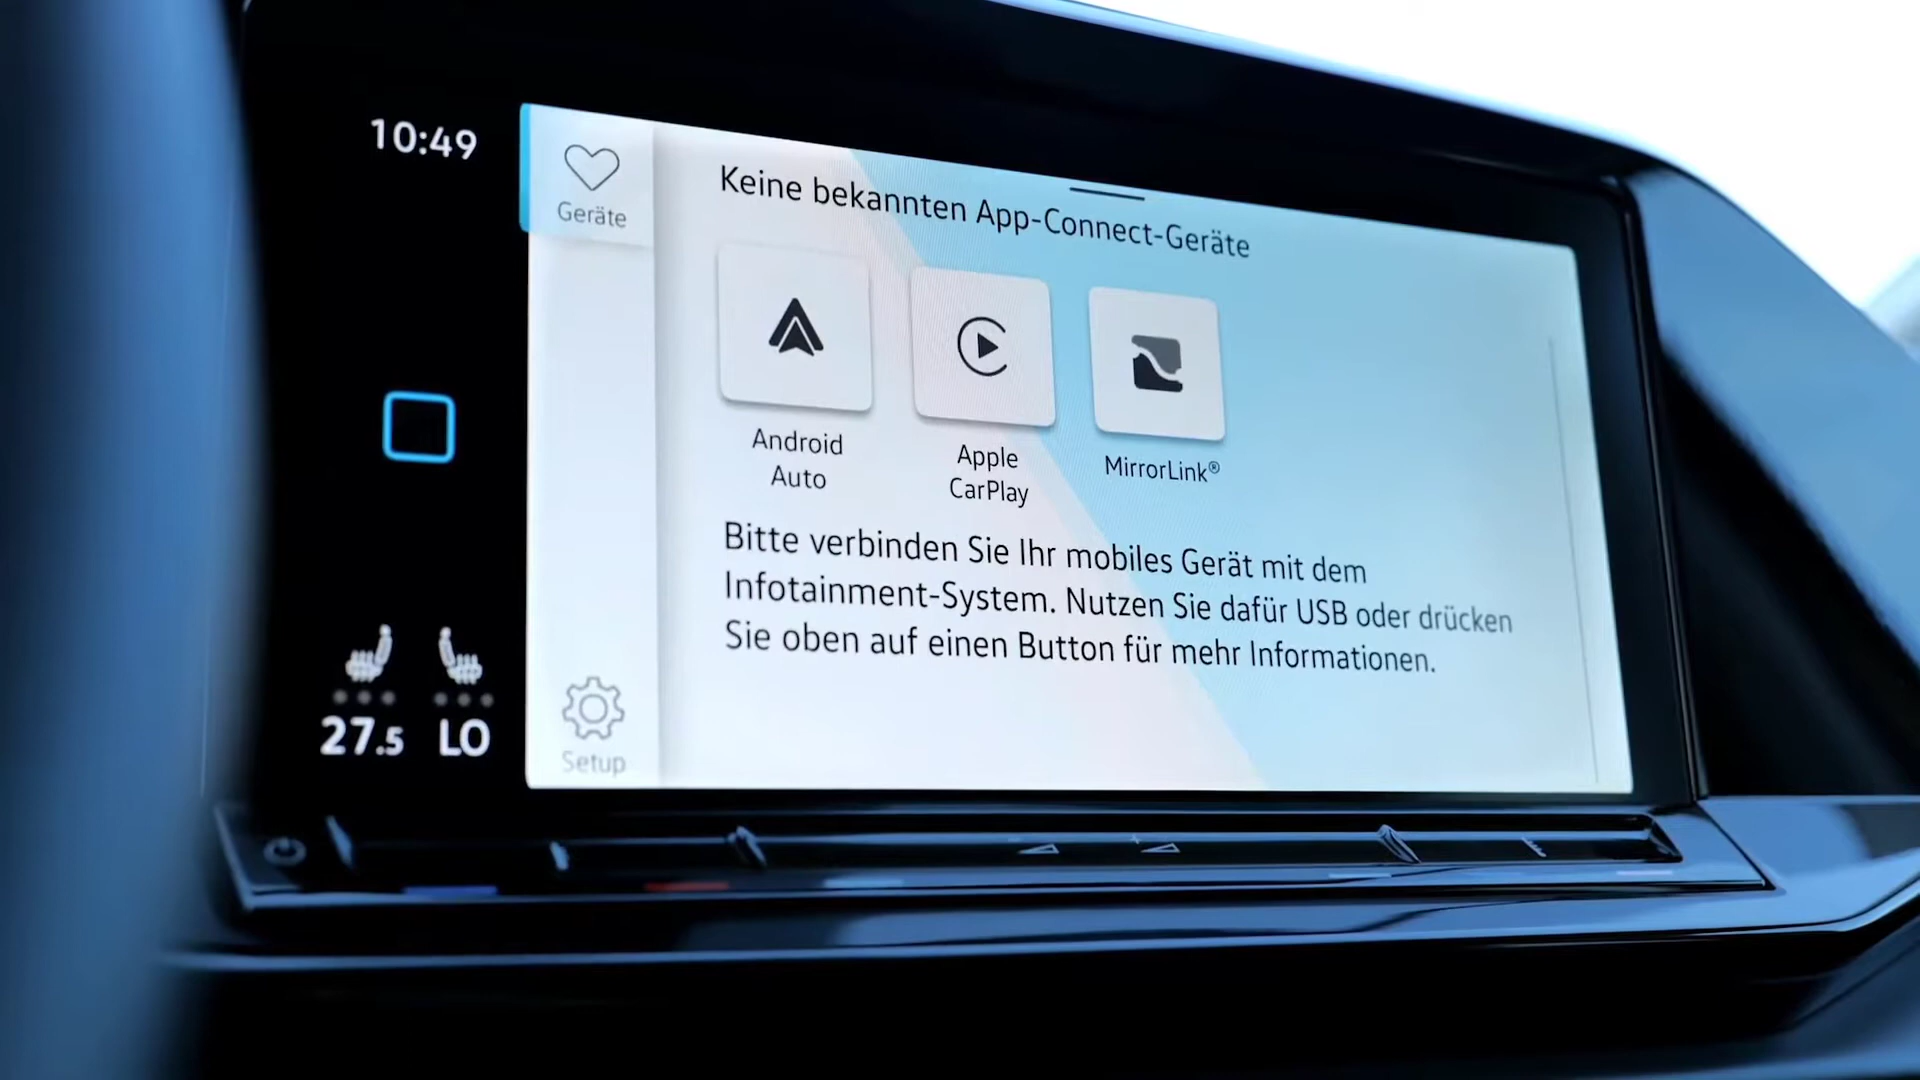 10:49
Geräte
Keine bekannten App-Connect-Geräte
Android
Auto
Apple
CarPlay
MirrorLink®
Bitte verbinden Sie Ihr mobiles Gerät mit dem
Infotainment-System. Nutzen Sie dafür USB oder drücken
Sie oben auf einen Button für mehr Informationen.
27.5 LO
Setup